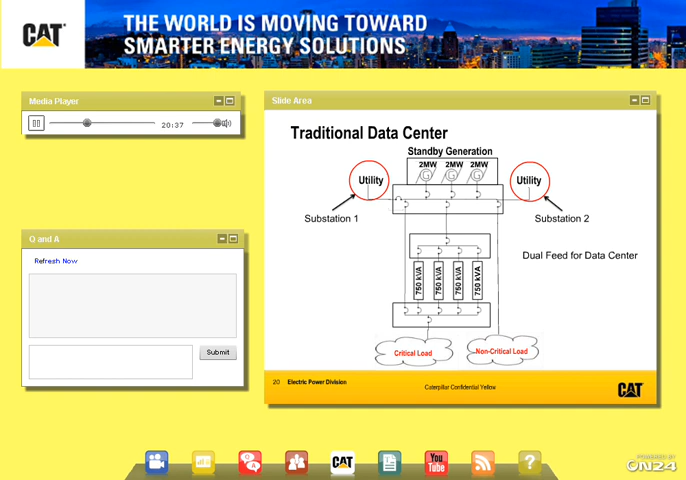 CAT
THE WORLD IS MOVING TOWARD
SMARTER ENERGY SOLUTIONS
Media Player
20:37
Slide Area
Traditional Data Center
Standby Generation
2MW 2MW 2MW
G G G
Utility
Utility
Substation 1
Substation 2
Dual Feed for Data Center
750 kVA
750 kVA
750 kVA
750 kVA
Critical Load
Non-Critical Load
20 Electric Power Division
Caterpillar Confidential Yellow
CAT
Q and A
Refresh Now
Submit
Q
A
CAT
You
Tube
?
POWERED BY
ON24